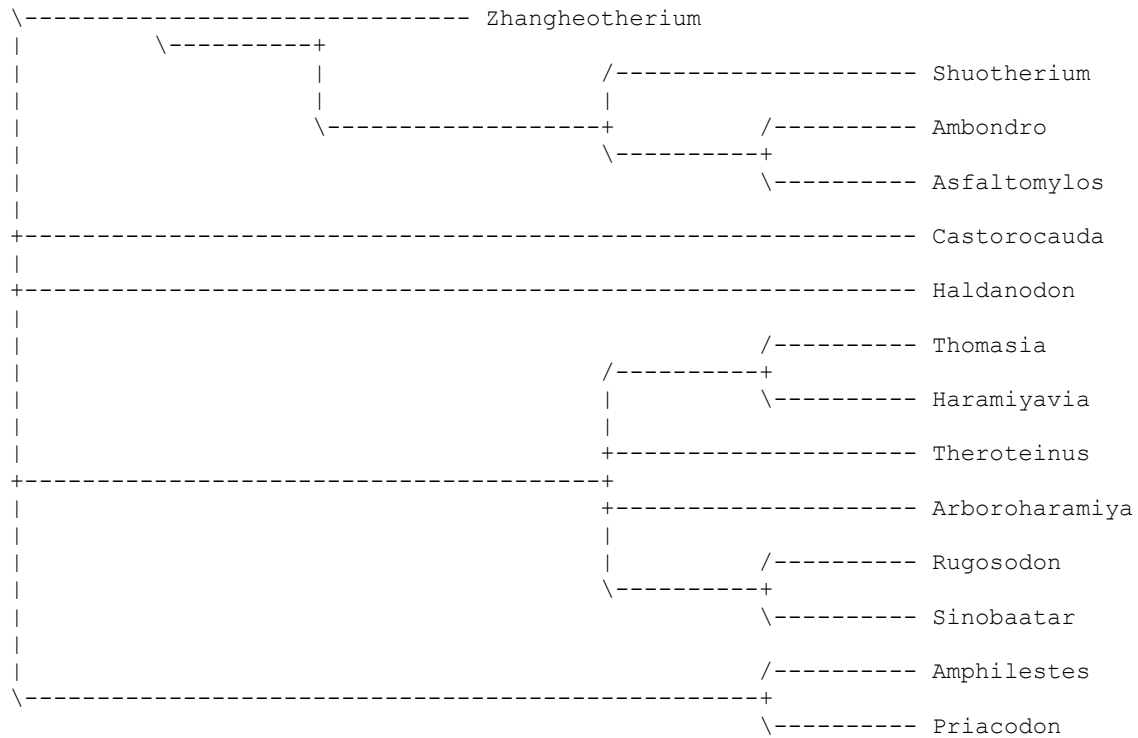 Zhangheotherium
Shuotherium
Ambondro
Asfaltomylos
Castorocauda
Haldanodon
Thomasia
Haramiyavia
Theroteinus
Arboroharamiya
Rugosodon
Sinobaatar
Amphilestes
Priacodon